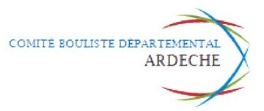 COMITÉ BOULISTE DÉPARTEMENTAL
ARDECHE